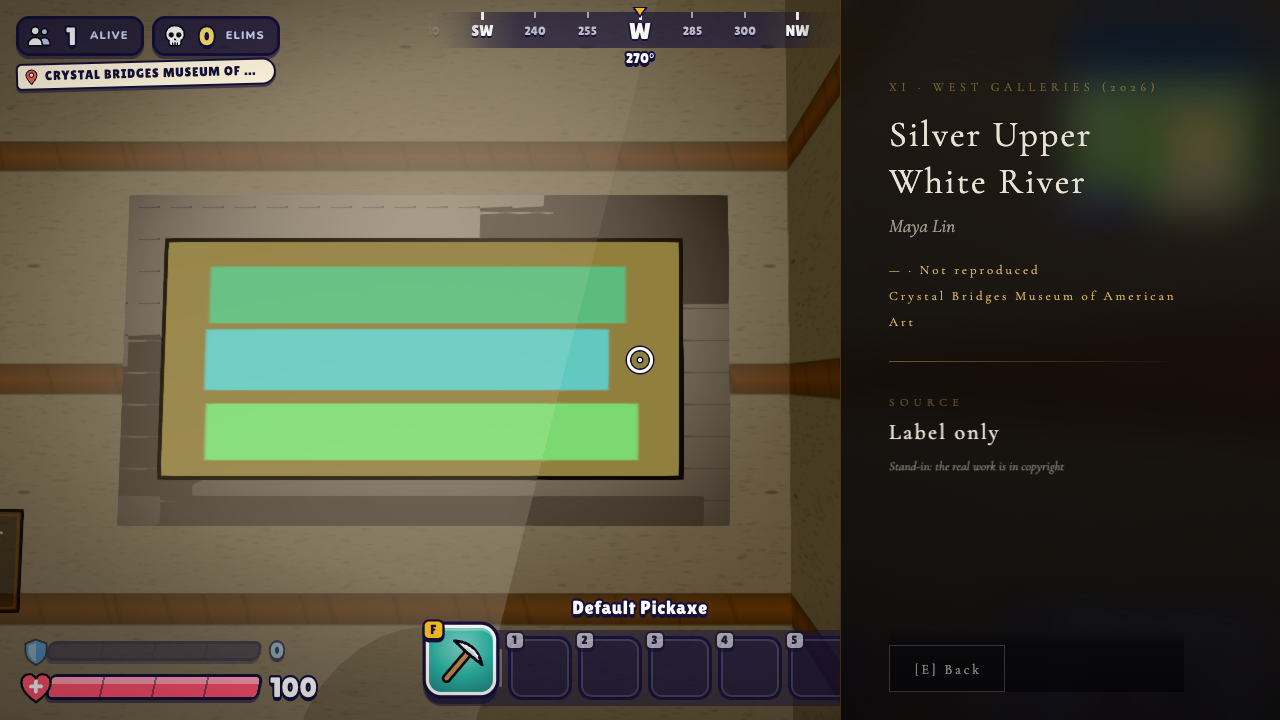 1 ALIVE
0 ELIMS
CRYSTAL BRIDGES MUSEUM OF ...
SW 240 255 W 285 300 NW
270°
XI · WEST GALLERIES (2026)
Silver Upper
White River
Maya Lin
— · Not reproduced
Crystal Bridges Museum of American
Art
SOURCE
Label only
Stand-in: the real work is in copyright
Default Pickaxe
F 1 2 3 4 5
0
100
[E] Back